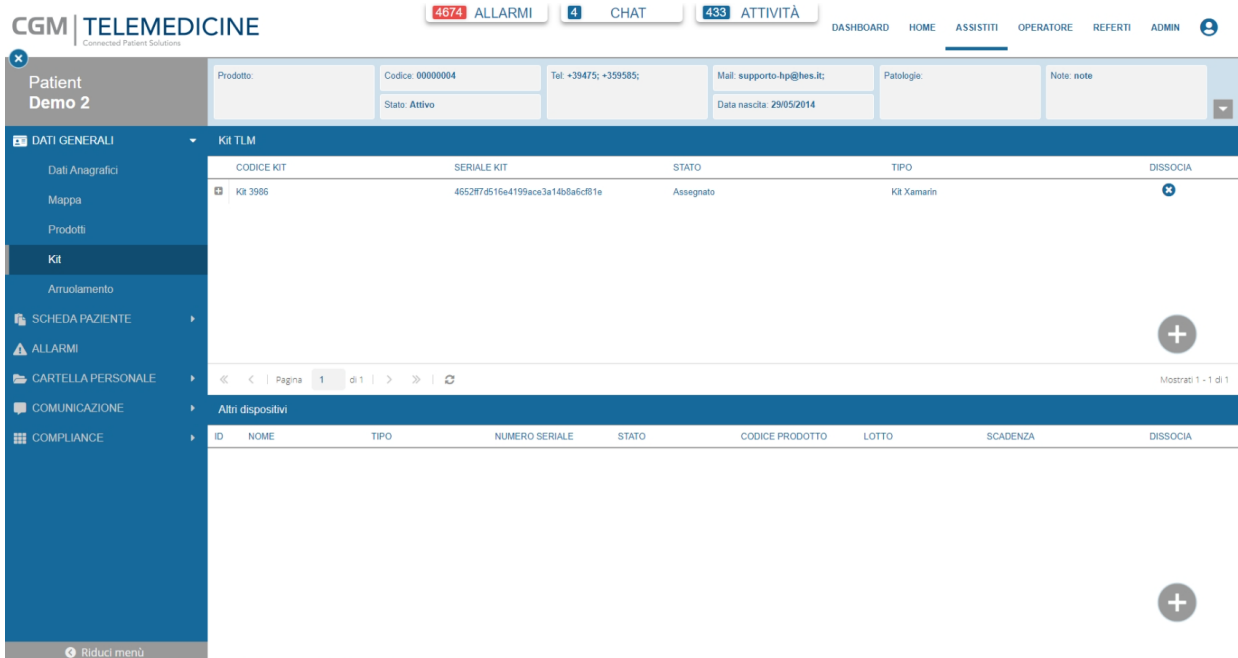 CGM TELEMEDICINE
Connected Patient Solutions
4674 ALLARMI
4 CHAT
433 ATTIVITÀ
DASHBOARD HOME ASSISTITI OPERATORE REFERTI ADMIN
Patient
Demo 2
Prodotto:
Codice: 00000004
Stato: Attivo
Tel: +39475; +359585;
Mail: supporto-hp@hes.it;
Data nascita: 29/05/2014
Patologie:
Note: note
DATI GENERALI
Dati Anagrafici
Mappa
Prodotti
Kit
Arruolamento
SCHEDA PAZIENTE
ALLARMI
CARTELLA PERSONALE
COMUNICAZIONE
COMPLIANCE
Riduci menù
Kit TLM
CODICE KIT SERIALE KIT STATO TIPO DISSOCIA
Kit 3986 4652ff7d516e4199ace3a14b8a6cf81e Assegnato Kit Xamarin
Pagina 1 di 1
Mostrati 1 - 1 di 1
Altri dispositivi
ID NOME TIPO NUMERO SERIALE STATO CODICE PRODOTTO LOTTO SCADENZA DISSOCIA